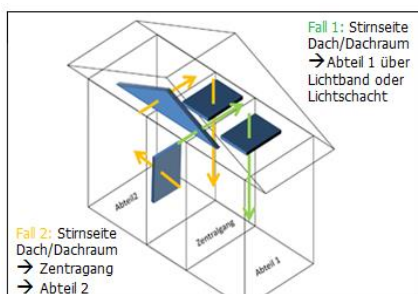 Fall 1: Stirnseite
Dach/Dachraum
→Abteil 1 über
Lichtband oder
Lichtschacht
Abteil2
Zentralgang
Abteil 1
Fall 2: Stirnseite
Dach/Dachraum
→ Zentragang
→ Abteil 2